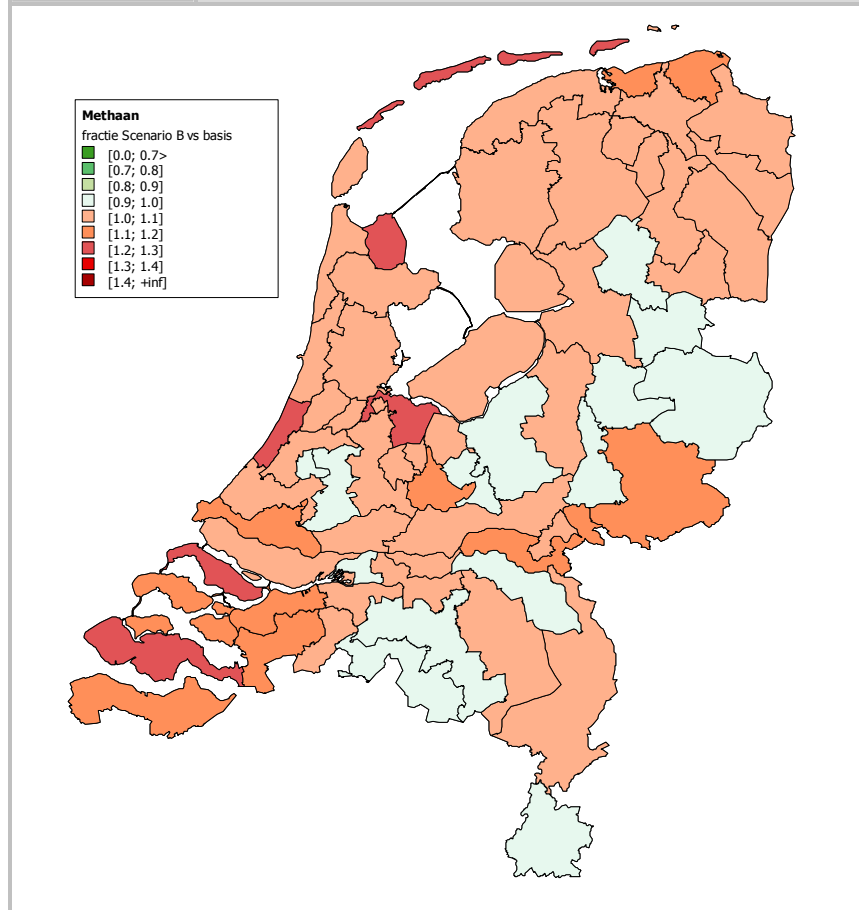 Methaan
fractie Scenario B vs basis
[0.0; 0.7>
[0.7; 0.8]
[0.8; 0.9]
[0.9; 1.0]
[1.0; 1.1]
[1.1; 1.2]
[1.2; 1.3]
[1.3; 1.4]
[1.4; +inf]